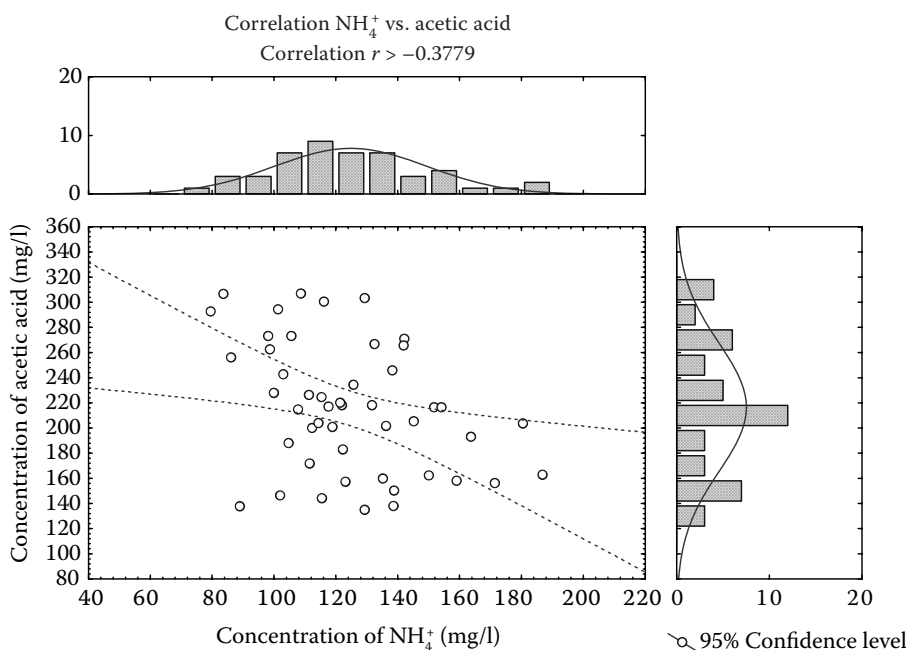 Correlation NH₄⁺ vs. acetic acid
Correlation r > −0.3779
20
10
0
360
340
320
300
280
260
240
220
200
180
160
140
120
100
80
Concentration of acetic acid (mg/l)
40 60 80 100 120 140 160 180 200 220
Concentration of NH₄⁺ (mg/l)
0 10 20
95% Confidence level